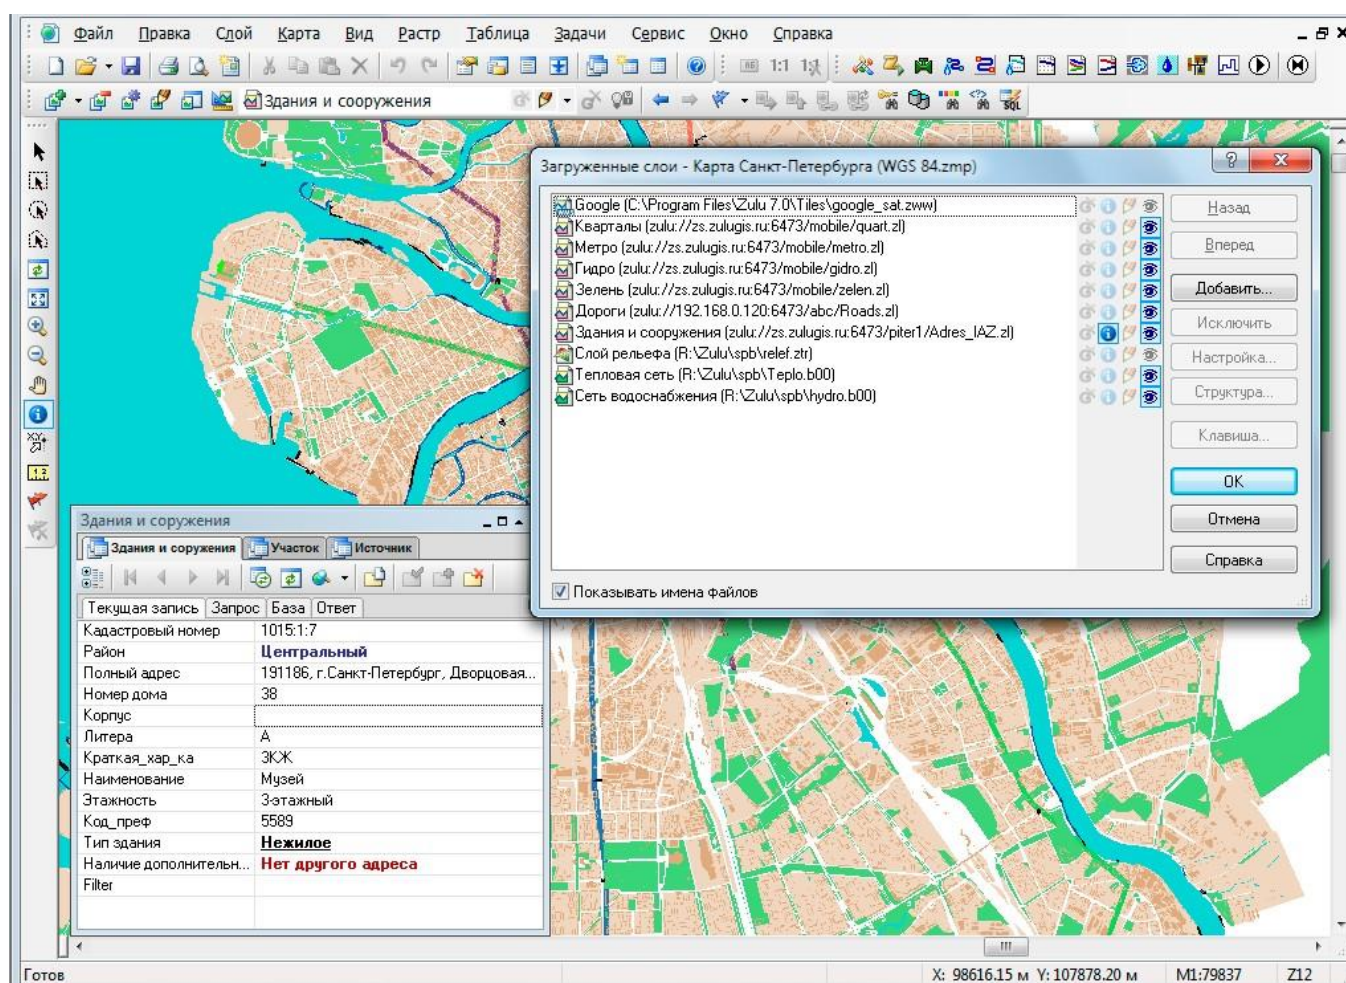 Файл Правка Слой Карта Вид Растр Таблица Задачи Сервис Окно Справка
1:1
Здания и сооружения
SQL
Загруженные слои - Карта Санкт-Петербурга (WGS 84.zmp)
Google (C:\Program Files\Zulu 7.0\Tiles\google_sat.zww)
Кварталы (zulu://zs.zulugis.ru:6473/mobile/quart.zl)
Метро (zulu://zs.zulugis.ru:6473/mobile/metro.zl)
Гидро (zulu://zs.zulugis.ru:6473/mobile/gidro.zl)
Зелень (zulu://zs.zulugis.ru:6473/mobile/zelen.zl)
Дороги (zulu://192.168.0.120:6473/abc/Roads.zl)
Здания и сооружения (zulu://zs.zulugis.ru:6473/piter1/Adres_IAZ.zl)
Слой рельефа (R:\Zulu\spb\relef.ztr)
Тепловая сеть (R:\Zulu\spb\Teplo.b00)
Сеть водоснабжения (R:\Zulu\spb\hydro.b00)
Назад
Вперед
Добавить...
Исключить
Настройка...
Структура...
Клавиша...
OK
Отмена
Справка
Показывать имена файлов
Здания и соружения
Здания и соружения Участок Источник
Текущая запись Запрос База Ответ
Кадастровый номер 1015:1:7
Район Центральный
Полный адрес 191186, г.Санкт-Петербург, Дворцовая...
Номер дома 38
Корпус
Литера А
Краткая_хар_ка 3КЖ
Наименование Музей
Этажность 3-этажный
Код_преф 5589
Тип здания Нежилое
Наличие дополнительн... Нет другого адреса
Filter
Готов X: 98616.15 м Y: 107878.20 м М1:79837 Z12